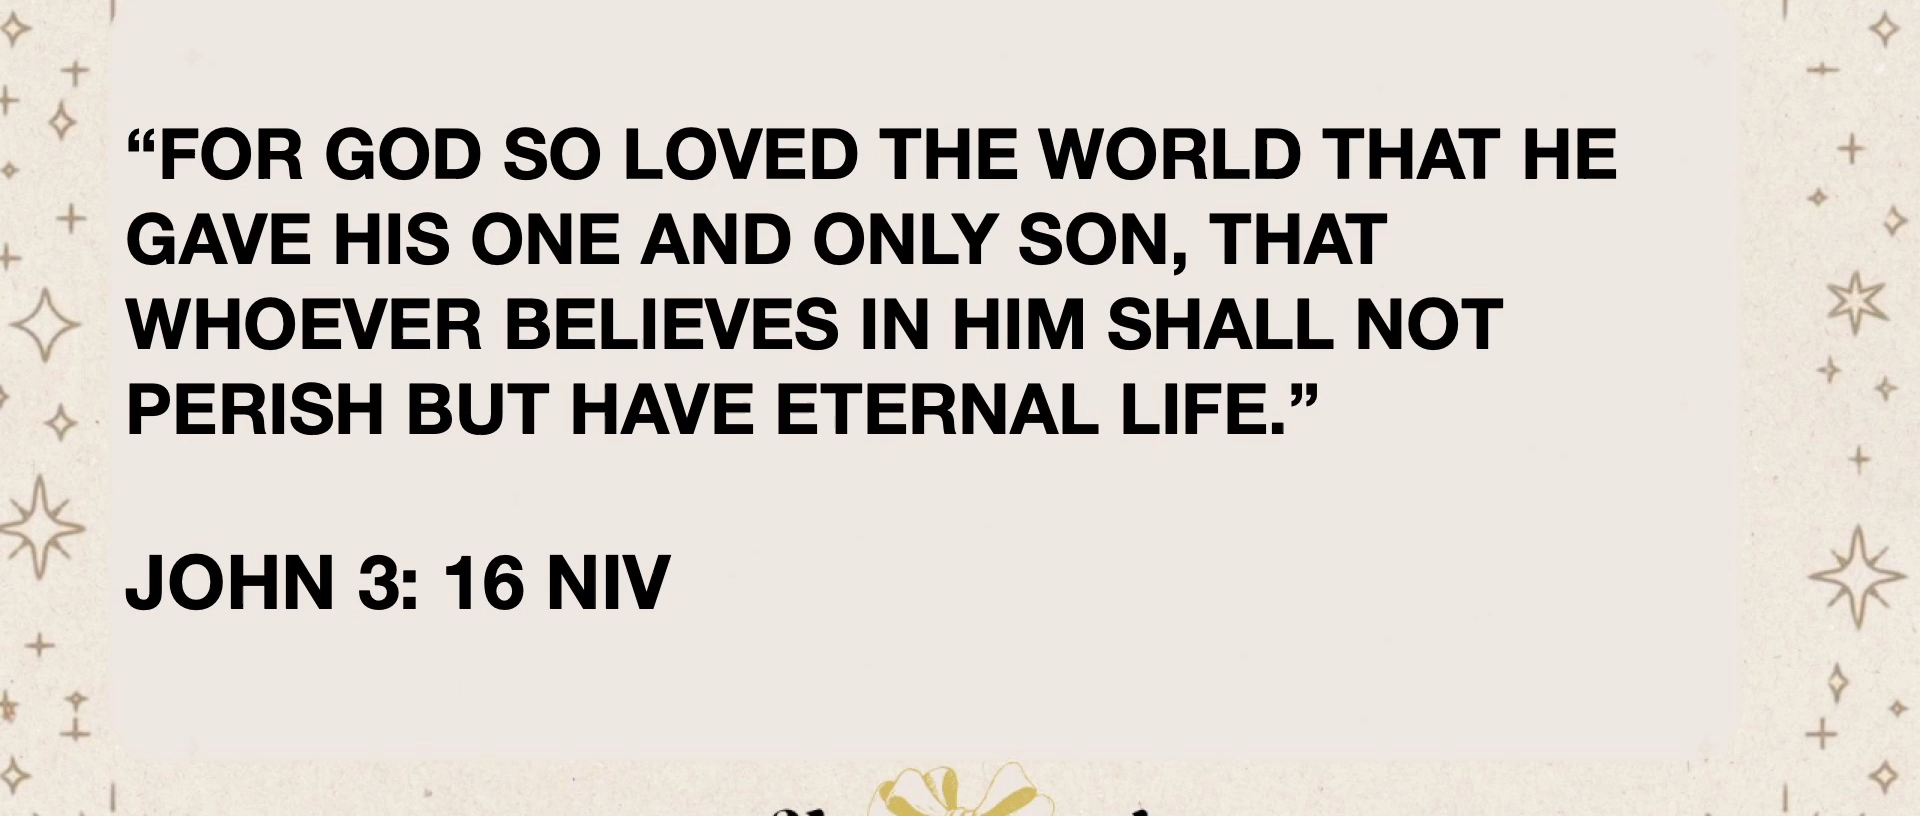 “FOR GOD SO LOVED THE WORLD THAT HE
GAVE HIS ONE AND ONLY SON, THAT
WHOEVER BELIEVES IN HIM SHALL NOT
PERISH BUT HAVE ETERNAL LIFE.”
JOHN 3: 16 NIV